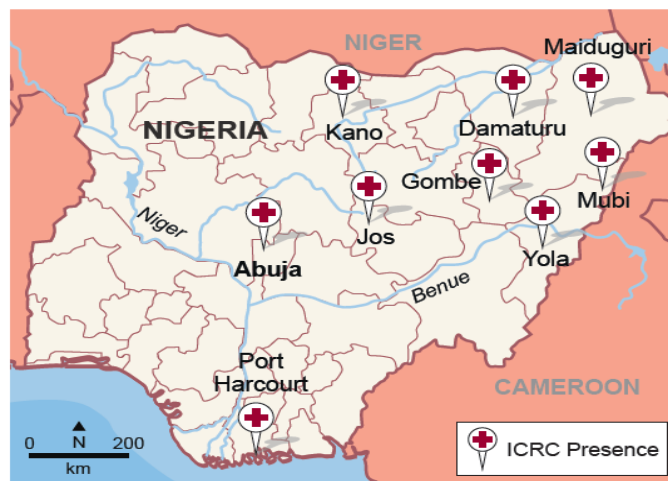 NIGER
Maiduguri
NIGERIA
Kano
Damaturu
Gombe
Mubi
Niger
Jos
Yola
Abuja
Benue
Port
Harcourt
CAMEROON
N
0 200
km
ICRC Presence